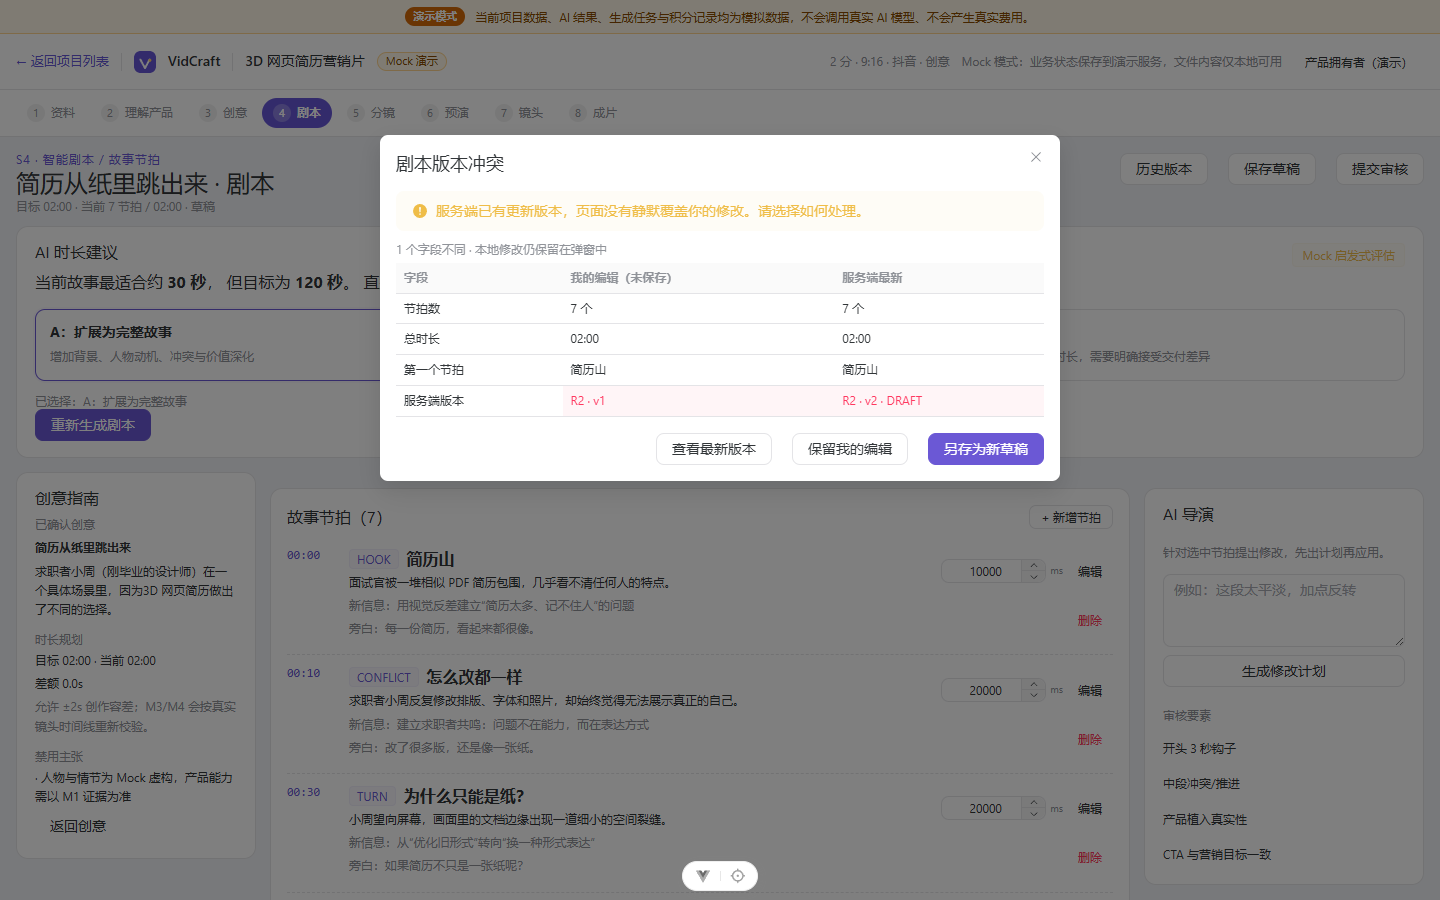 演示模式 当前项目数据、AI 结果、生成任务与积分记录均为模拟数据，不会调用真实 AI 模型、不会产生真实费用。
← 返回项目列表 VidCraft 3D 网页简历营销片 Mock 演示 2 分 · 9:16 · 抖音 · 创意 Mock 模式：业务状态保存到演示服务，文件内容仅本地可用 产品拥有者（演示）
1 资料 2 理解产品 3 创意 4 剧本 5 分镜 6 预演 7 镜头 8 成片
S4 · 智能剧本 / 故事节拍
简历从纸里跳出来 · 剧本
目标 02:00 · 当前 7 节拍 / 02:00 · 草稿
历史版本 保存草稿 提交审核
剧本版本冲突
服务端已有更新版本，页面没有静默覆盖你的修改。请选择如何处理。
1 个字段不同 · 本地修改仍保留在弹窗中
字段 我的编辑（未保存） 服务端最新
节拍数 7 个 7 个
总时长 02:00 02:00
第一个节拍 简历山 简历山
服务端版本 R2 · v1 R2 · v2 · DRAFT
查看最新版本 保留我的编辑 另存为新草稿
AI 时长建议
Mock 启发式评估
当前故事最适合约 30 秒， 但目标为 120 秒。 直
A：扩展为完整故事
增加背景、人物动机、冲突与价值深化
时长，需要明确接受交付差异
已选择：A：扩展为完整故事
重新生成剧本
创意指南
已确认创意
简历从纸里跳出来
求职者小周（刚毕业的设计师）在一
个具体场景里，因为3D 网页简历做出
了不同的选择。
时长规划
目标 02:00 · 当前 02:00
差额 0.0s
允许 ±2s 创作容差；M3/M4 会按真实
镜头时间线重新校验。
禁用主张
· 人物与情节为 Mock 虚构，产品能力
需以 M1 证据为准
返回创意
故事节拍（7）
+ 新增节拍
00:00 HOOK 简历山
面试官被一堆相似 PDF 简历包围，几乎看不清任何人的特点。
新信息：用视觉反差建立“简历太多、记不住人”的问题
旁白：每一份简历，看起来都很像。
10000 ms 编辑
删除
00:10 CONFLICT 怎么改都一样
求职者小周反复修改排版、字体和照片，却始终觉得无法展示真正的自己。
新信息：建立求职者共鸣：问题不在能力，而在表达方式
旁白：改了很多版，还是像一张纸。
20000 ms 编辑
删除
00:30 TURN 为什么只能是纸？
小周望向屏幕，画面里的文档边缘出现一道细小的空间裂缝。
新信息：从“优化旧形式”转向“换一种形式表达”
旁白：如果简历不只是一张纸呢？
20000 ms 编辑
删除
AI 导演
针对选中节拍提出修改，先出计划再应用。
例如：这段太平淡，加点反转
生成修改计划
审核要素
开头 3 秒钩子
中段冲突/推进
产品植入真实性
CTA 与营销目标一致